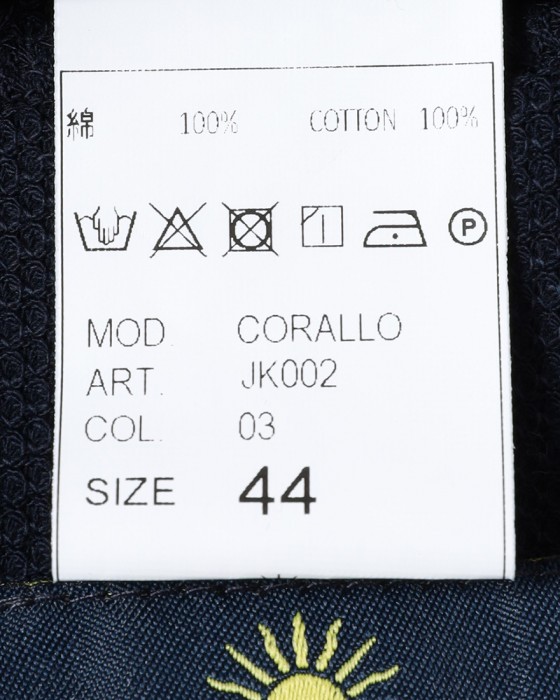 綿 100% COTTON 100%
P
MOD. CORALLO
ART. JK002
COL. 03
SIZE 44